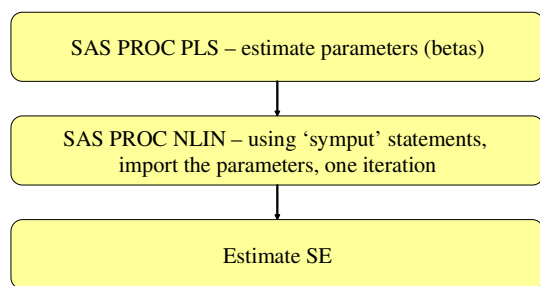 SAS PROC PLS – estimate parameters (betas)
SAS PROC NLIN – using ‘symput’ statements,
import the parameters, one iteration
Estimate SE